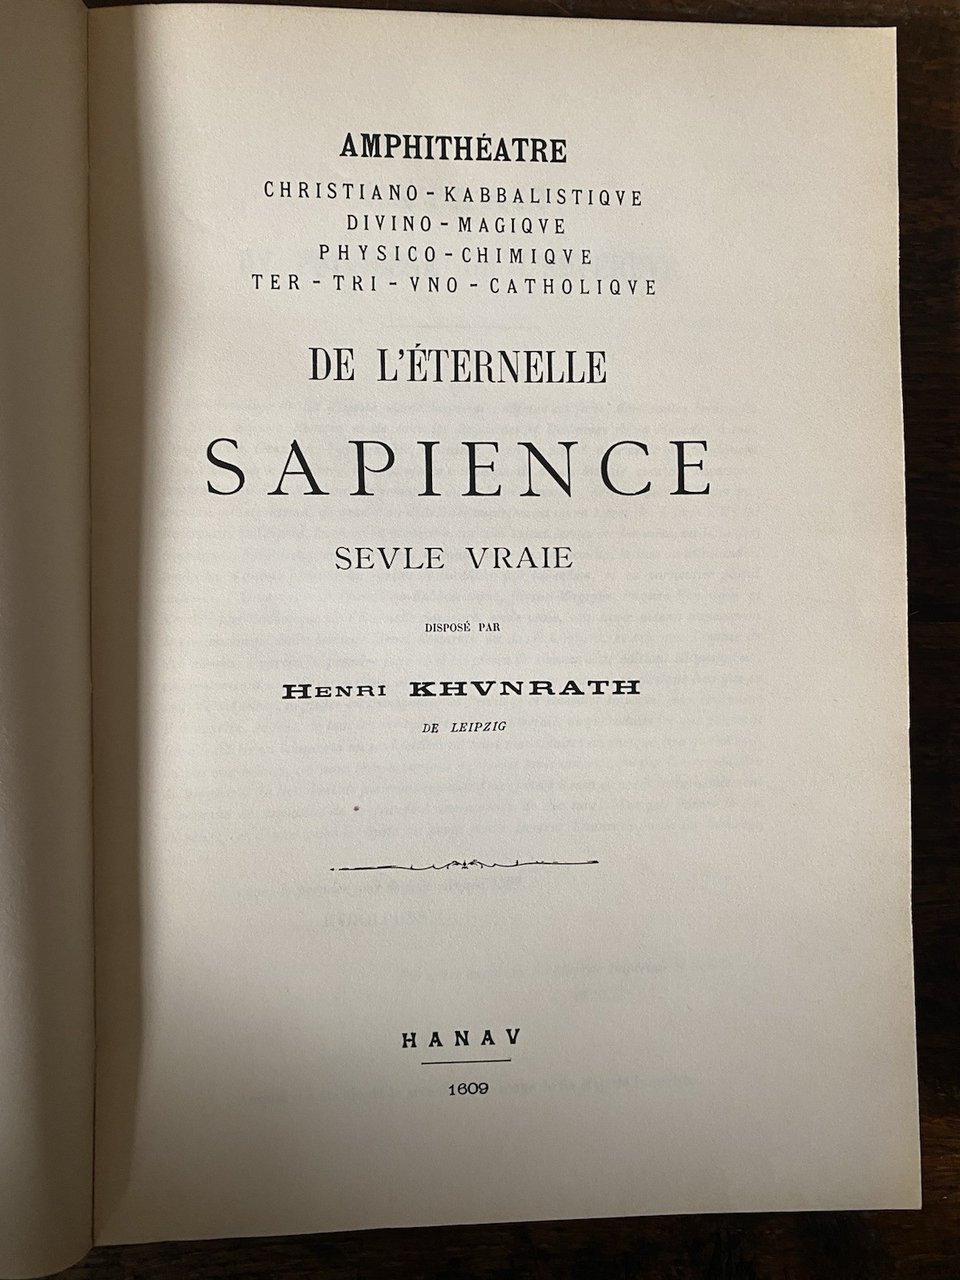 AMPHITHÉATRE
CHRISTIANO-KABBALISTIQVE
DIVINO-MAGIQVE
PHYSICO-CHIMIQVE
TER-TRI-VNO-CATHOLIQVE
DE L'ÉTERNELLE
SAPIENCE
SEVLE VRAIE
DISPOSÉ PAR
HENRI KHVNRATH
DE LEIPZIG
HANAV
1609